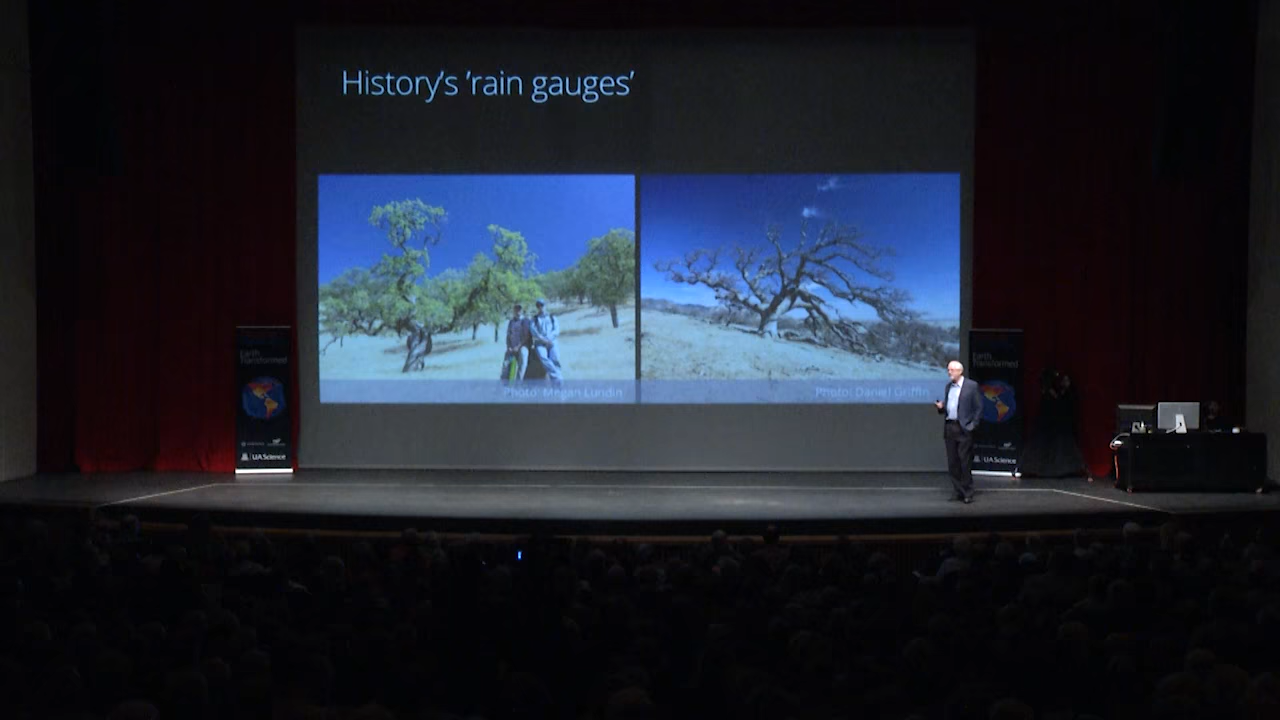 History's 'rain gauges'
Photo: Megan Lundin
Photo: Daniel Griffin
Earth
Transformed
UA Science
Earth
Transformed
UA Science